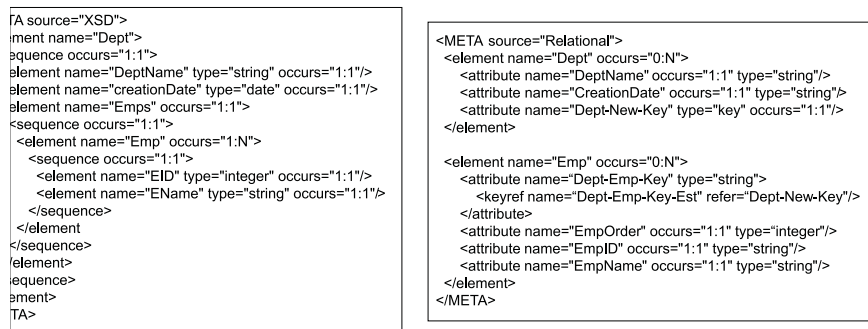 TA source="XSD">
ement name="Dept">
equence occurs="1:1">
element name="DeptName" type="string" occurs="1:1"/>
element name="creationDate" type="date" occurs="1:1"/>
element name="Emps" occurs="1:1">
<sequence occurs="1:1">
<element name="Emp" occurs="1:N">
<sequence occurs="1:1">
<element name="EID" type="integer" occurs="1:1"/>
<element name="EName" type="string" occurs="1:1"/>
</sequence>
</element
</sequence>
/element>
sequence>
ement>
TA>
<META source="Relational">
<element name="Dept" occurs="0:N">
<attribute name="DeptName" occurs="1:1" type="string"/>
<attribute name="CreationDate" occurs="1:1" type="string"/>
<attribute name="Dept-New-Key" type="key" occurs="1:1"/>
</element>
<element name="Emp" occurs="0:N">
<attribute name=“Dept-Emp-Key" type="string">
<keyref name=“Dept-Emp-Key-Est" refer=“Dept-New-Key"/>
</attribute>
<attribute name="EmpOrder" occurs="1:1" type=“integer"/>
<attribute name="EmpID" occurs="1:1" type="string"/>
<attribute name="EmpName" occurs="1:1" type="string"/>
</element>
</META>